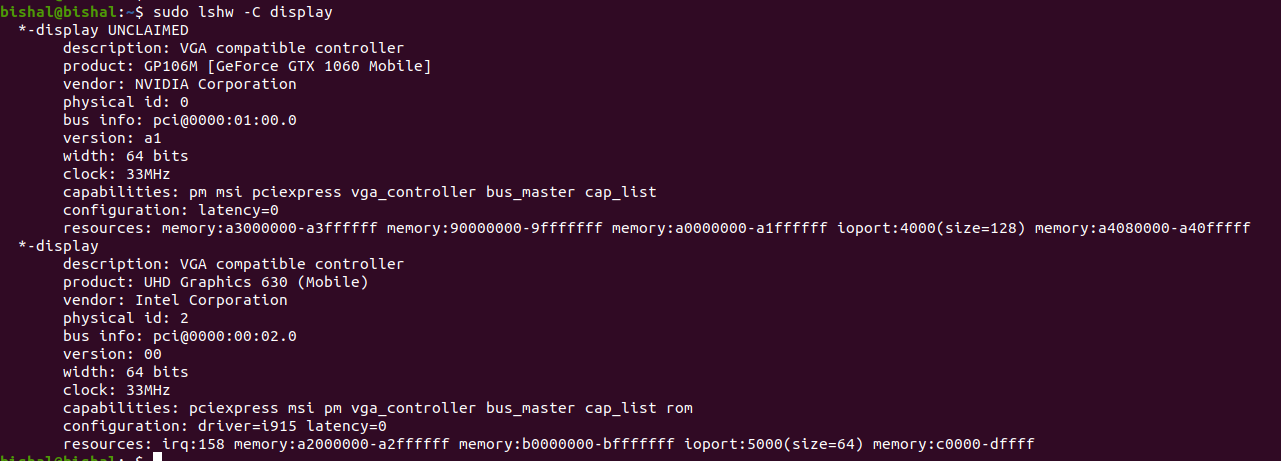 bishal@bishal:~$ sudo lshw -C display
  *-display UNCLAIMED
       description: VGA compatible controller
       product: GP106M [GeForce GTX 1060 Mobile]
       vendor: NVIDIA Corporation
       physical id: 0
       bus info: pci@0000:01:00.0
       version: a1
       width: 64 bits
       clock: 33MHz
       capabilities: pm msi pciexpress vga_controller bus_master cap_list
       configuration: latency=0
       resources: memory:a3000000-a3ffffff memory:90000000-9fffffff memory:a0000000-a1ffffff ioport:4000(size=128) memory:a4080000-a40fffff
  *-display
       description: VGA compatible controller
       product: UHD Graphics 630 (Mobile)
       vendor: Intel Corporation
       physical id: 2
       bus info: pci@0000:00:02.0
       version: 00
       width: 64 bits
       clock: 33MHz
       capabilities: pciexpress msi pm vga_controller bus_master cap_list rom
       configuration: driver=i915 latency=0
       resources: irq:158 memory:a2000000-a2ffffff memory:b0000000-bfffffff ioport:5000(size=64) memory:c0000-dffff
bishal@bishal:~$